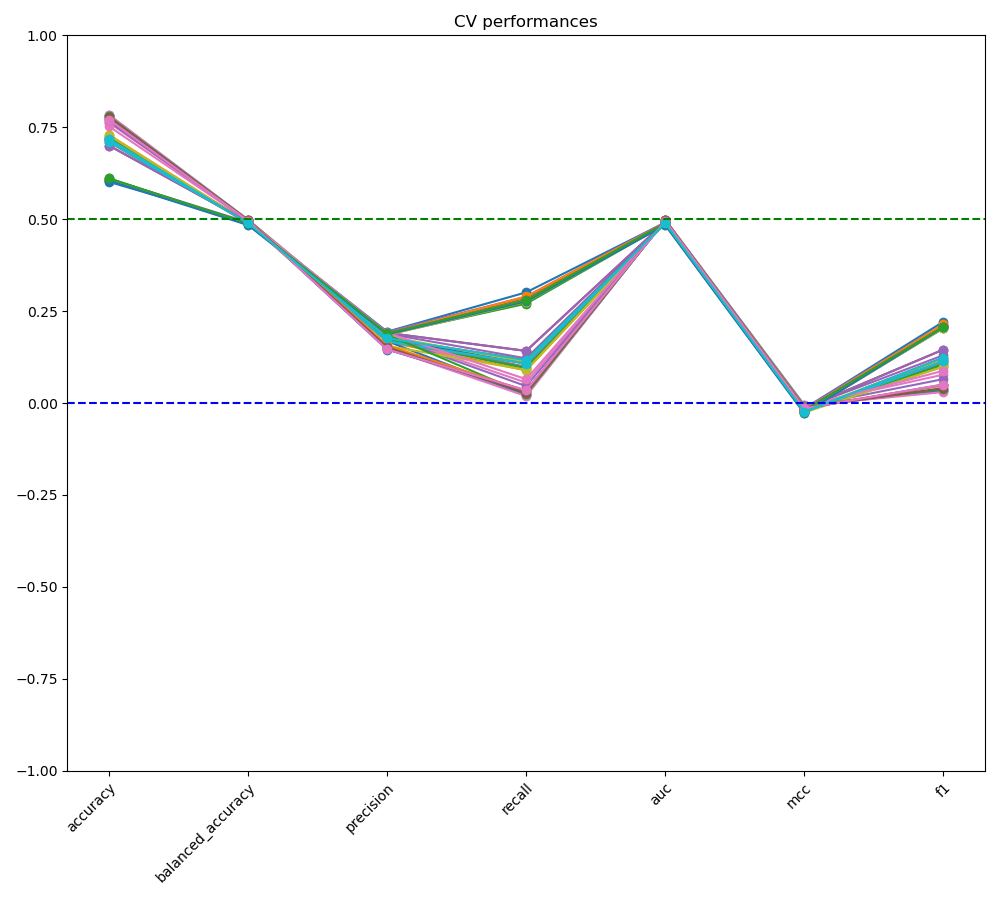 CV performances
1.00
0.75
0.50
0.25
0.00
−0.25
−0.50
−0.75
−1.00
accuracy
balanced_accuracy
precision
recall
auc
mcc
f1